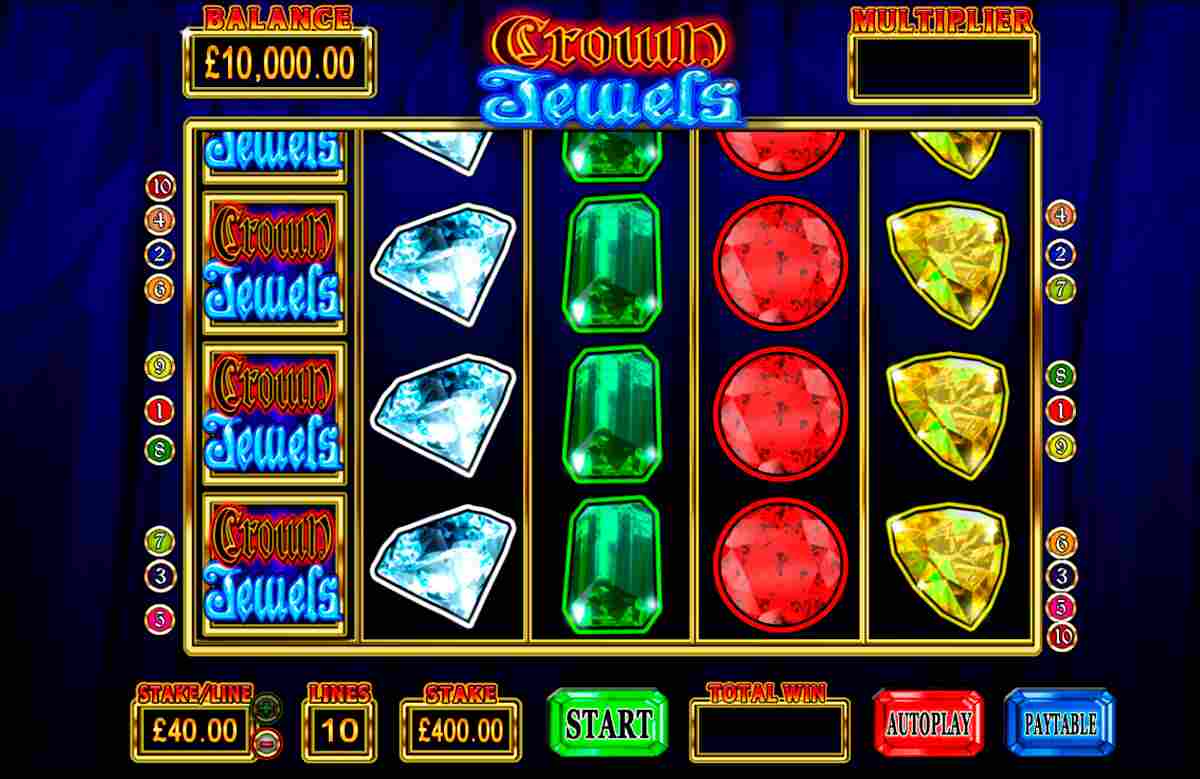 BALANCE
£10,000.00
Crown
Jewels
MULTIPLIER
Jewels
10
4
2
6
Crown
Jewels
4
2
7
9
1
8
Crown
Jewels
8
1
9
7
3
5
Crown
Jewels
6
3
5
10
STAKE/LINE
£40.00
LINES
10
STAKE
£400.00
START
TOTAL WIN
AUTOPLAY
PAYTABLE